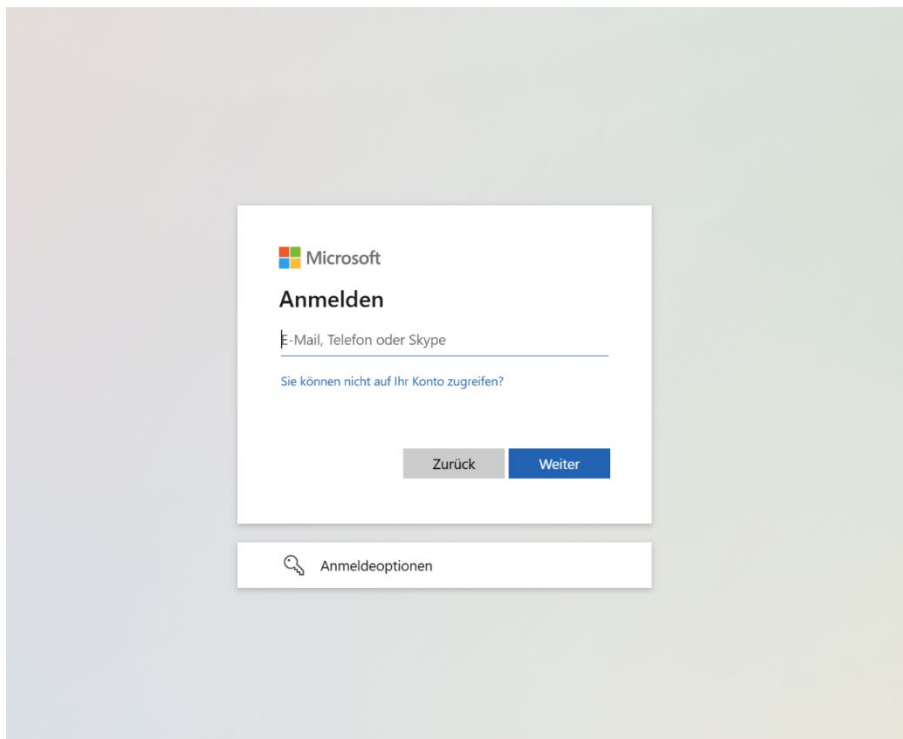 Microsoft
Anmelden
E-Mail, Telefon oder Skype
Sie können nicht auf Ihr Konto zugreifen?
Zurück Weiter
Anmeldeoptionen